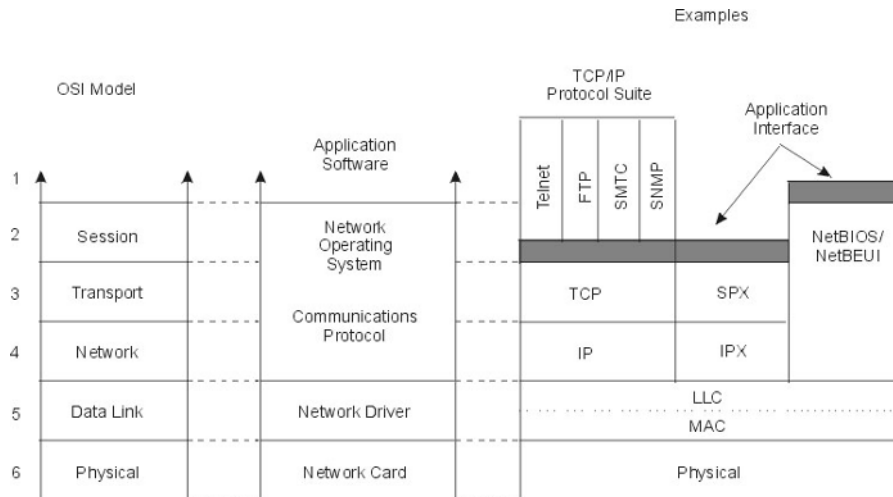 Examples
OSI Model
TCP/IP
Protocol Suite
Application
Interface
Application
Software
1
Telnet
FTP
SMTC
SNMP
2
Session
Network
Operating
System
NetBIOS/
NetBEUI
3
Transport
Communications
Protocol
TCP
SPX
4
Network
IP
IPX
5
Data Link
Network Driver
LLC
MAC
6
Physical
Network Card
Physical